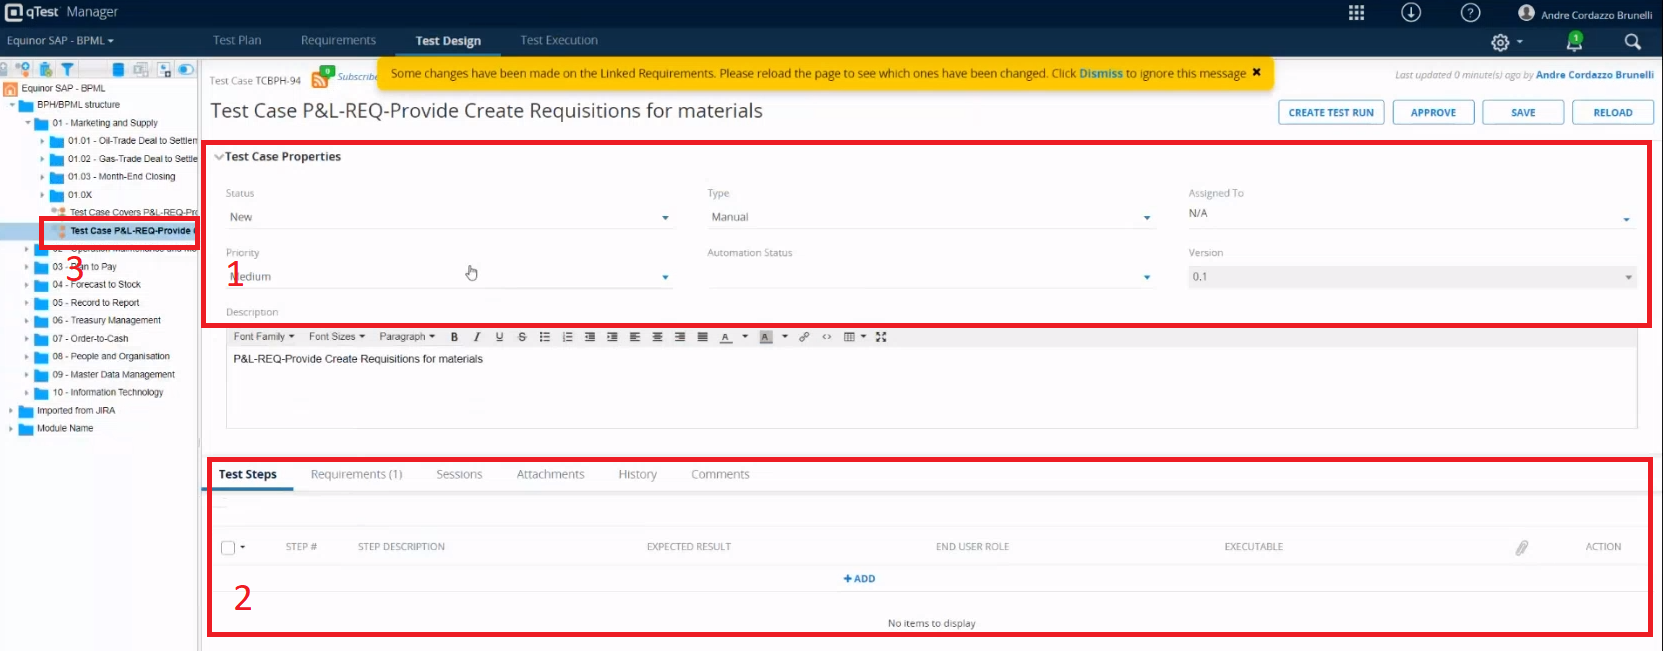 qTest Manager
Andre Cordazzo Brunelli
Equinor SAP - BPML
Test Plan
Requirements
Test Design
Test Execution
1
Equinor SAP - BPML
BPH/BPML structure
01 - Marketing and Supply
01.01 - Oil-Trade Deal to Settlem
01.02 - Gas-Trade Deal to Settle
01.03 - Month-End Closing
01.0X
Test Case Covers P&L-REQ-Pro
Test Case P&L-REQ-Provide
3
03 - Plan to Pay
04 - Forecast to Stock
05 - Record to Report
06 - Treasury Management
07 - Order-to-Cash
08 - People and Organisation
09 - Master Data Management
10 - Information Technology
Imported from JIRA
Module Name
Test Case TCBPH-94
0
Subscribe
Some changes have been made on the Linked Requirements. Please reload the page to see which ones have been changed. Click Dismiss to ignore this message
Last updated 0 minute(s) ago by Andre Cordazzo Brunelli
Test Case P&L-REQ-Provide Create Requisitions for materials
CREATE TEST RUN
APPROVE
SAVE
RELOAD
Test Case Properties
Status
Type
Assigned To
New
Manual
N/A
Priority
Automation Status
Version
1
Medium
0.1
Description
Font Family
Font Sizes
Paragraph
B
I
U
S
A
A
P&L-REQ-Provide Create Requisitions for materials
Test Steps
Requirements (1)
Sessions
Attachments
History
Comments
STEP #
STEP DESCRIPTION
EXPECTED RESULT
END USER ROLE
EXECUTABLE
ACTION
+ ADD
2
No items to display